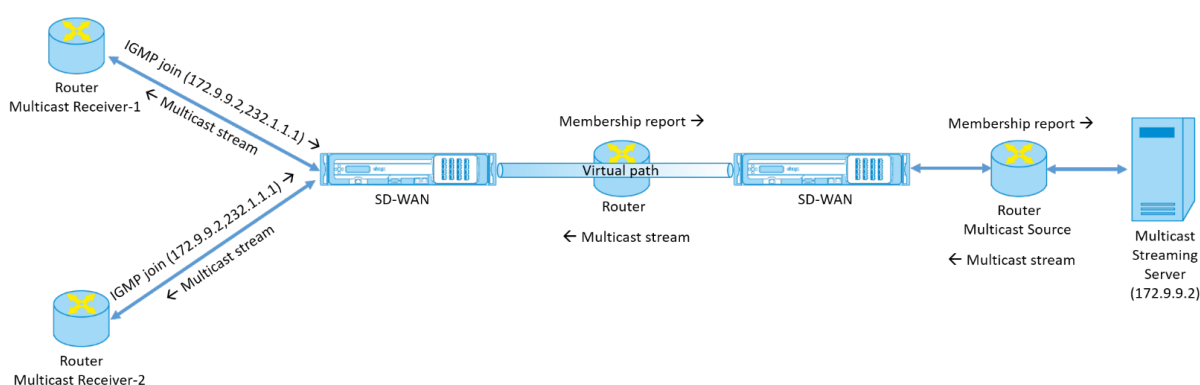 IGMP join (172.9.9.2,232.1.1.1) →
← Multicast stream
Router
Multicast Receiver-1
IGMP join (172.9.9.2,232.1.1.1) →
← Multicast stream
Router
Multicast Receiver-2
SD-WAN
Membership report →
Virtual path
Router
← Multicast stream
SD-WAN
Membership report →
Router
Multicast Source
← Multicast stream
Multicast
Streaming
Server
(172.9.9.2)